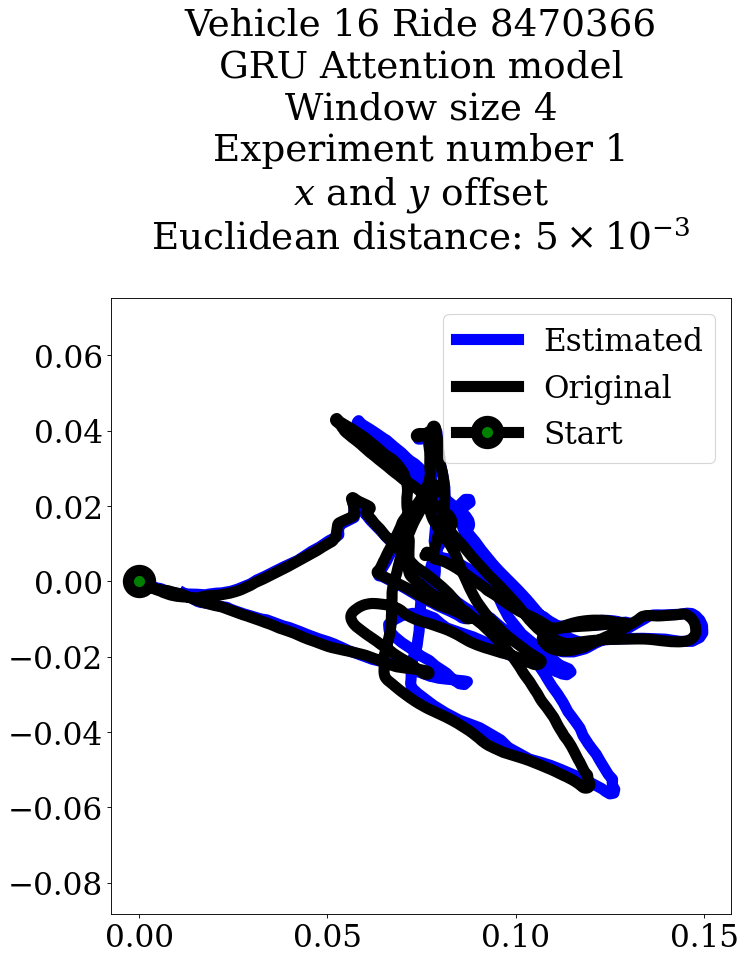 Vehicle 16 Ride 8470366
GRU Attention model
Window size 4
Experiment number 1
x and y offset
Euclidean distance: 5 × 10⁻³
Estimated
Original
Start
0.06
0.04
0.02
0.00
−0.02
−0.04
−0.06
−0.08
0.00 0.05 0.10 0.15